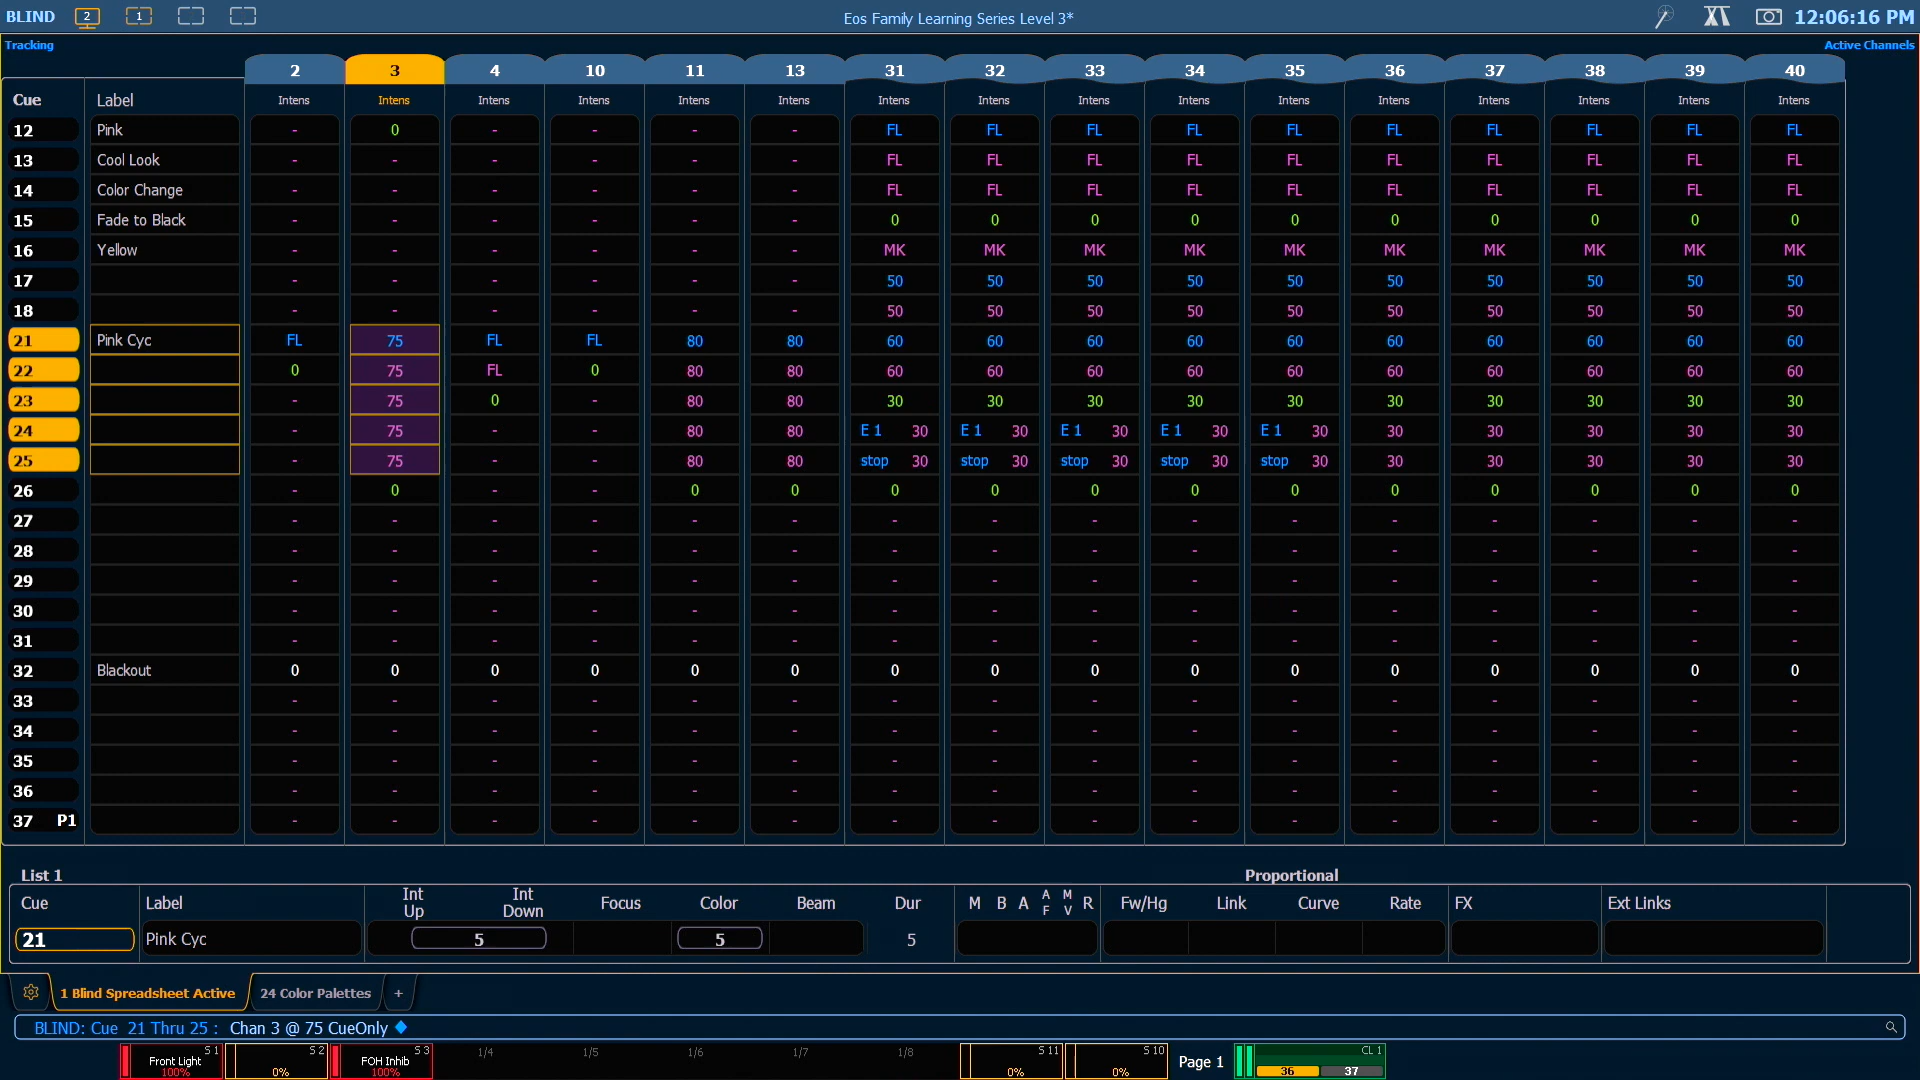 BLIND 2 1 Eos Family Learning Series Level 3* 12:06:16 PM
Tracking Active Channels
2 3 4 10 11 13 31 32 33 34 35 36 37 38 39 40
Cue Label Intens Intens Intens Intens Intens Intens Intens Intens Intens Intens Intens Intens Intens Intens Intens Intens
12 Pink - 0 - - - - FL FL FL FL FL FL FL FL FL FL
13 Cool Look - - - - - - FL FL FL FL FL FL FL FL FL FL
14 Color Change - - - - - - FL FL FL FL FL FL FL FL FL FL
15 Fade to Black - - - - - - 0 0 0 0 0 0 0 0 0 0
16 Yellow - - - - - - MK MK MK MK MK MK MK MK MK MK
17 - - - - - - 50 50 50 50 50 50 50 50 50 50
18 - - - - - - 50 50 50 50 50 50 50 50 50 50
21 Pink Cyc FL 75 FL FL 80 80 60 60 60 60 60 60 60 60 60 60
22 0 75 FL 0 80 80 60 60 60 60 60 60 60 60 60 60
23 - 75 0 - 80 80 30 30 30 30 30 30 30 30 30 30
24 - 75 - - 80 80 E 1 30 E 1 30 E 1 30 E 1 30 E 1 30 30 30 30 30 30
25 - 75 - - 80 80 stop 30 stop 30 stop 30 stop 30 stop 30 30 30 30 30 30
26 - 0 - - 0 0 0 0 0 0 0 0 0 0 0 0
27 - - - - - - - - - - - - - - - -
28 - - - - - - - - - - - - - - - -
29 - - - - - - - - - - - - - - - -
30 - - - - - - - - - - - - - - - -
31 - - - - - - - - - - - - - - - -
32 Blackout 0 0 0 0 0 0 0 0 0 0 0 0 0 0 0 0
33 - - - - - - - - - - - - - - - -
34 - - - - - - - - - - - - - - - -
35 - - - - - - - - - - - - - - - -
36 - - - - - - - - - - - - - - - -
37 P1 - - - - - - - - - - - - - - - -
List 1 Proportional
Cue Label Int Up Int Down Focus Color Beam Dur M B A AF MV R Fw/Hg Link Curve Rate FX Ext Links
21 Pink Cyc 5 5 5
1 Blind Spreadsheet Active 24 Color Palettes +
BLIND: Cue 21 Thru 25 : Chan 3 @ 75 CueOnly
S 1 S 2 S 3 1/4 1/5 1/6 1/7 1/8 S 11 S 10 CL 1
Front Light FOH Inhib Page 1
100% 0% 100% 0% 0% 36 37